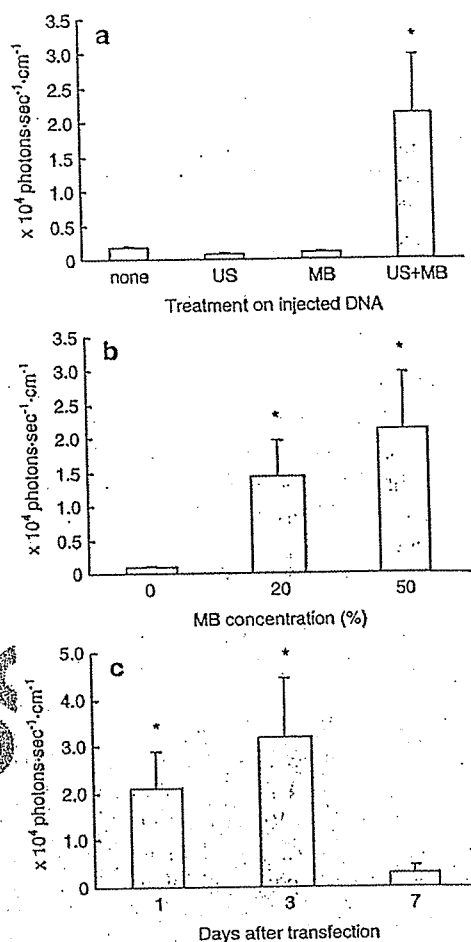 a
*
3.5
3.0
2.5
2.0
1.5
1.0
0.5
0
x 10⁴ photons·sec⁻¹·cm⁻¹
none US MB US+MB
Treatment on injected DNA
b
*
*
3.5
3.0
2.5
2.0
1.5
1.0
0.5
0
x 10⁴ photons·sec⁻¹·cm⁻¹
0 20 50
MB concentration (%)
c
*
*
5.0
4.0
3.0
2.0
1.0
0
x 10⁴ photons·sec⁻¹·cm⁻¹
1 3 7
Days after transfection